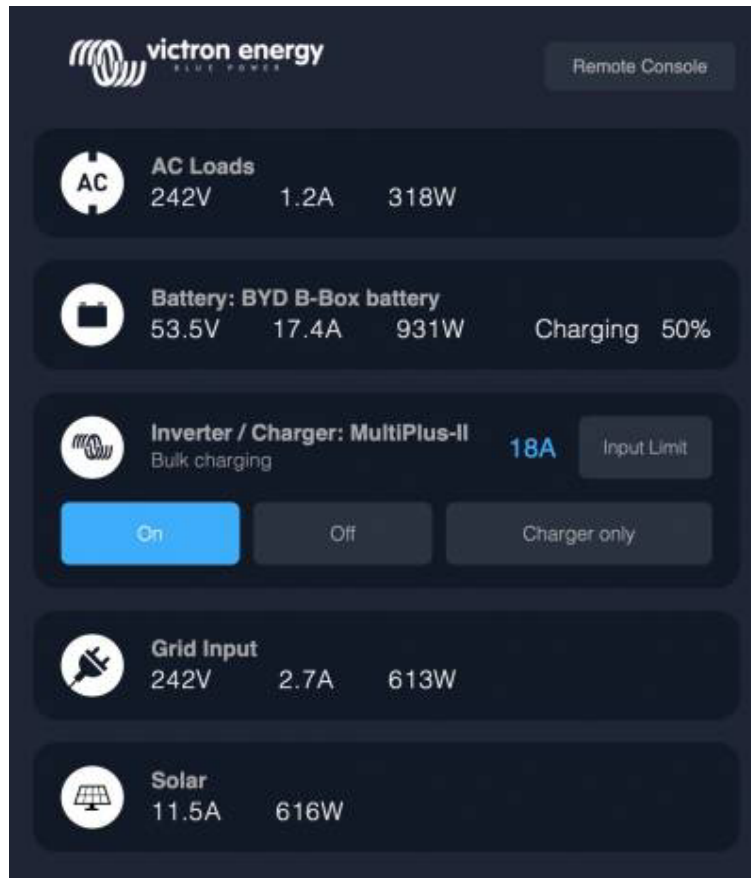 victron energy
BLUE POWER
Remote Console
AC
AC Loads
242V 1.2A 318W
Battery: BYD B-Box battery
53.5V 17.4A 931W Charging 50%
Inverter / Charger: MultiPlus-II
Bulk charging
18A Input Limit
On Off Charger only
Grid Input
242V 2.7A 613W
Solar
11.5A 616W